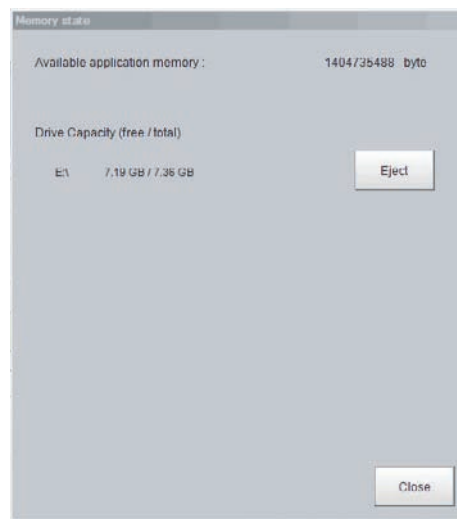 Memory state
Available application memory : 1404735488 byte
Drive Capacity (free / total)
E:\ 7.19 GB / 7.36 GB Eject
Close